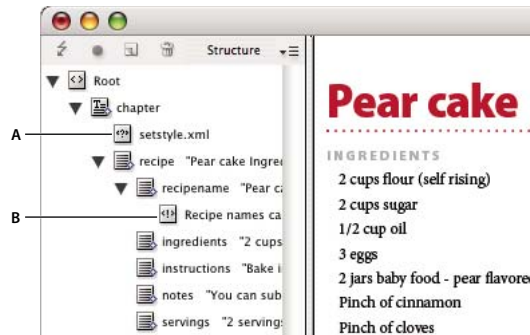 Structure
Root
chapter
A
setstyle.xml
recipe "Pear cake Ingre
recipename "Pear ca
B
Recipe names ca
ingredients "2 cups
instructions "Bake i
notes "You can sub
servings "2 serving
Pear cake
INGREDIENTS
2 cups flour (self rising)
2 cups sugar
1/2 cup oil
3 eggs
2 jars baby food - pear flavored
Pinch of cinnamon
Pinch of cloves